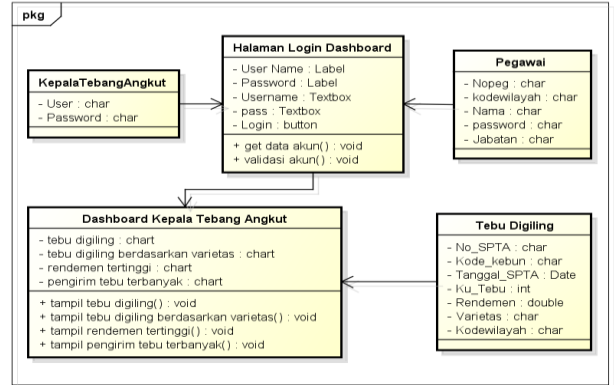 pkg
Halaman Login Dashboard
- User Name : Label
- Password : Label
- Username : Textbox
- pass : Textbox
- Login : button
+ get data akun() : void
+ validasi akun() : void
KepalaTebangAngkut
- User : char
- Password : char
Pegawai
- Nopeg : char
- kodewilayah : char
- Nama : char
- password : char
- Jabatan : char
Dashboard Kepala Tebang Angkut
- tebu digiling : chart
- tebu digiling berdasarkan varietas : chart
- rendemen tertinggi : chart
- pengirim tebu terbanyak : chart
+ tampil tebu digiling() : void
+ tampil tebu digiling berdasarkan varietas() : void
+ tampil rendemen tertinggi() : void
+ tampil pengirim tebu terbanyak() : void
Tebu Digiling
- No_SPTA : char
- Kode_kebun : char
- Tanggal_SPTA : Date
- Ku_Tebu : int
- Rendemen : double
- Varietas : char
- Kodewilayah : char